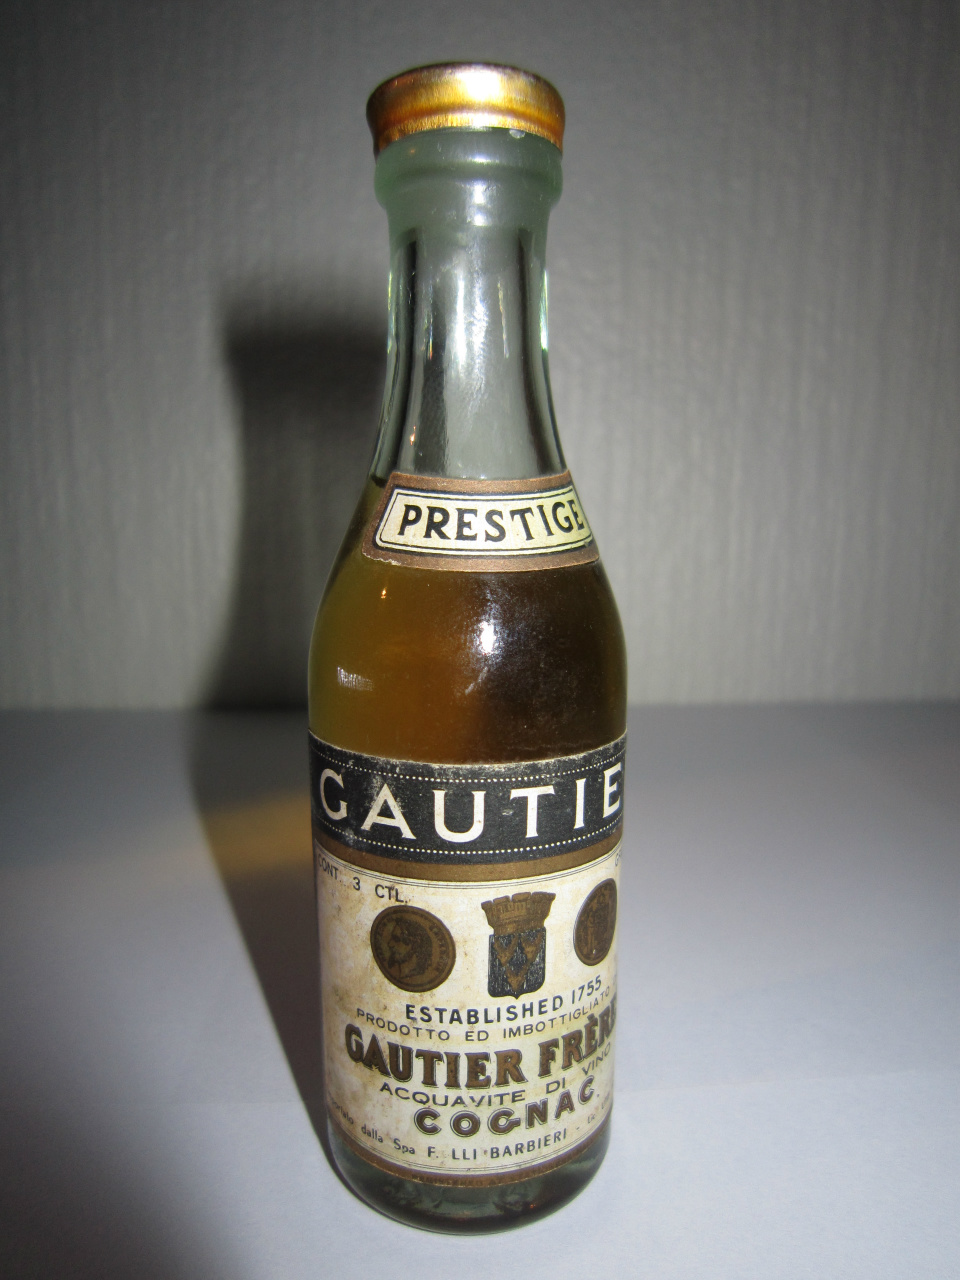 PRESTIGE
GAUTIE
CONT. 3 CTL.
ESTABLISHED 1755
PRODOTTO ED IMBOTTIGLIATO
GAUTIER FRÈR
ACQUAVITE DI VINO
COGNAC
dalla Spa F. LLI BARBIERI -